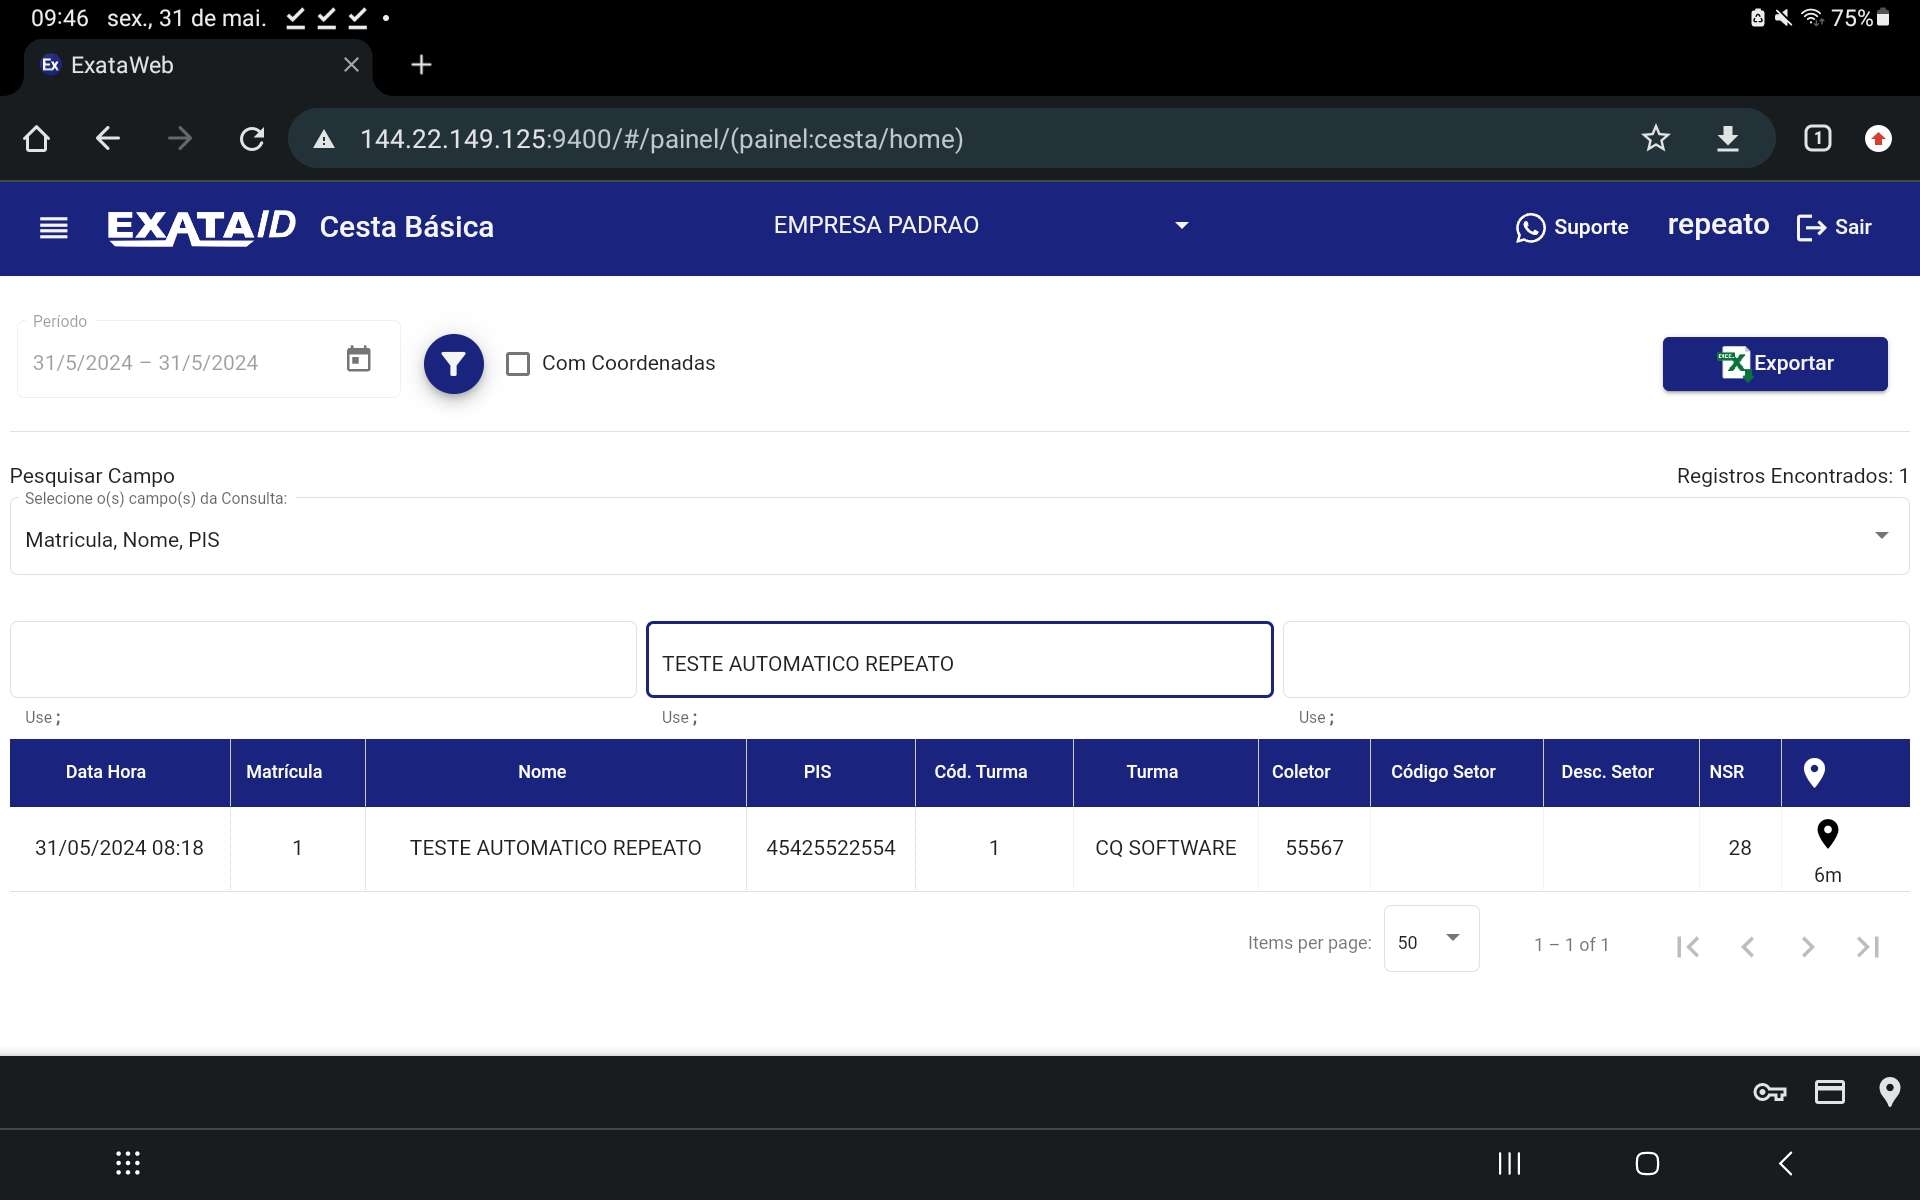 09:46 sex., 31 de mai.
75%
Ex ExataWeb
144.22.149.125:9400/#/painel/(painel:cesta/home)
1
EXATA ID Cesta Básica
EMPRESA PADRAO
Suporte
repeato
Sair
Período
31/5/2024 – 31/5/2024
Com Coordenadas
Exportar
Pesquisar Campo
Registros Encontrados: 1
Selecione o(s) campo(s) da Consulta:
Matricula, Nome, PIS
TESTE AUTOMATICO REPEATO
Use ; Use ; Use ;
Data Hora Matrícula Nome PIS Cód. Turma Turma Coletor Código Setor Desc. Setor NSR
31/05/2024 08:18 1 TESTE AUTOMATICO REPEATO 45425522554 1 CQ SOFTWARE 55567 28
6m
Items per page: 50 1 – 1 of 1